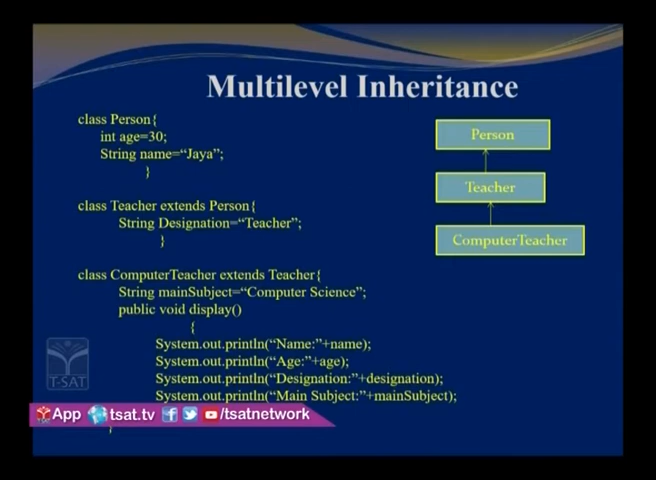 Multilevel Inheritance
class Person{
int age=30;
String name=“Jaya”;
}
class Teacher extends Person{
String Designation=“Teacher”;
}
class ComputerTeacher extends Teacher{
String mainSubject=“Computer Science”;
public void display()
{
System.out.println(“Name:”+name);
System.out.println(“Age:”+age);
System.out.println(“Designation:”+designation);
System.out.println(“Main Subject:”+mainSubject);
}
Person
Teacher
ComputerTeacher
T-SAT
App tsat.tv /tsatnetwork